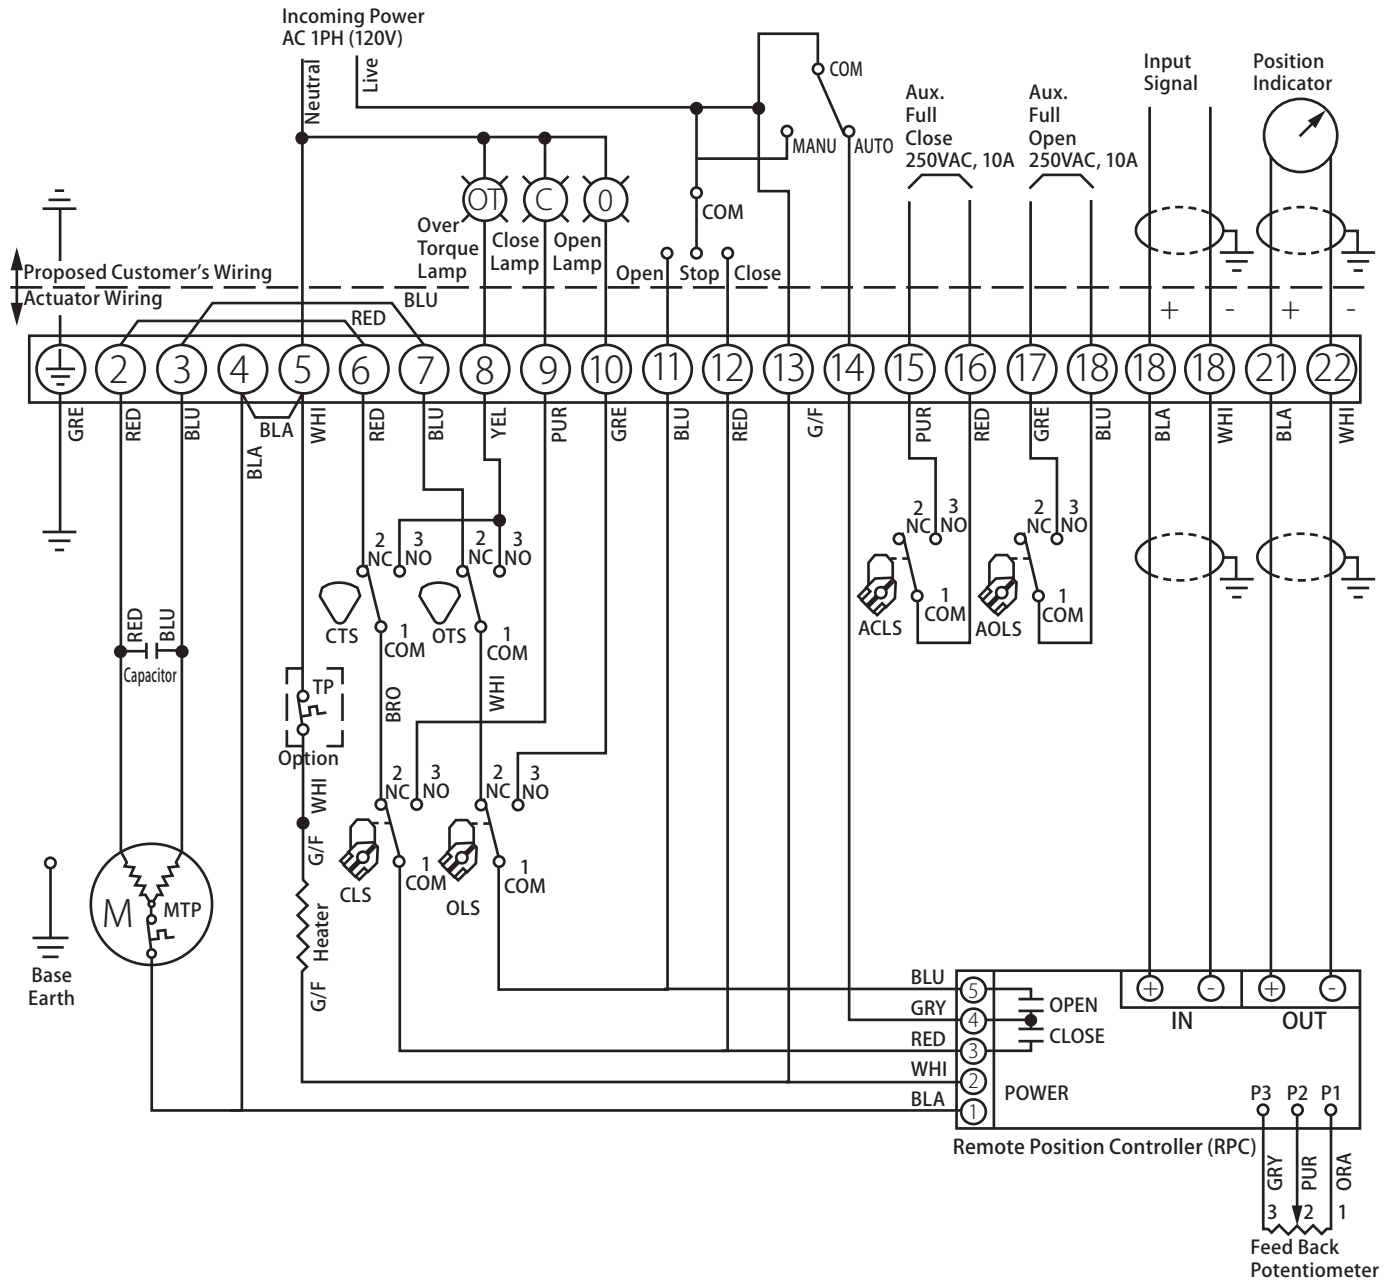 Incoming Power
AC 1PH (120V)
Neutral
Live
COM
MANU
AUTO
Aux.
Full
Close
250VAC, 10A
Aux.
Full
Open
250VAC, 10A
Input
Signal
Position
Indicator
OT
C
0
Over
Torque
Lamp
Close
Lamp
Open
Lamp
COM
Open
Stop
Close
Proposed Customer's Wiring
Actuator Wiring
BLU
RED
+
-
+
-
2
3
4
5
6
7
8
9
10
11
12
13
14
15
16
17
18
18
18
21
22
GRE
RED
BLU
BLA
BLA
WHI
RED
BLU
YEL
PUR
GRE
BLU
RED
G/F
PUR
RED
GRE
BLU
BLA
WHI
BLA
WHI
2
NC
3
NO
2
NC
3
NO
2
NC
3
NO
2
NC
3
NO
CTS
1
COM
OTS
1
COM
ACLS
1
COM
AOLS
1
COM
RED
BLU
Capacitor
TP
Option
BRO
WHI
WHI
2
NC
3
NO
2
NC
3
NO
G/F
CLS
1
COM
OLS
1
COM
M
MTP
Heater
G/F
Base
Earth
BLU
5
OPEN
GRY
4
RED
3
CLOSE
WHI
2
POWER
BLA
1
+
-
IN
+
-
OUT
P3
P2
P1
Remote Position Controller (RPC)
GRY
PUR
ORA
3
2
1
Feed Back
Potentiometer